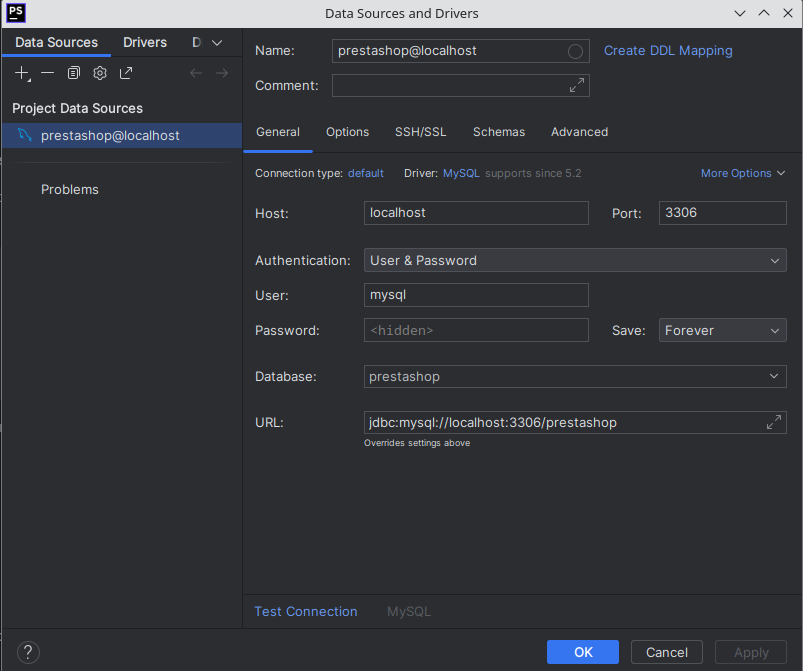 PS
Data Sources and Drivers
Data Sources Drivers D
Project Data Sources
prestashop@localhost
Problems
Name: prestashop@localhost Create DDL Mapping
Comment:
General Options SSH/SSL Schemas Advanced
Connection type: default Driver: MySQL supports since 5.2 More Options
Host: localhost Port: 3306
Authentication: User & Password
User: mysql
Password: <hidden> Save: Forever
Database: prestashop
URL: jdbc:mysql://localhost:3306/prestashop
Overrides settings above
Test Connection MySQL
? OK Cancel Apply